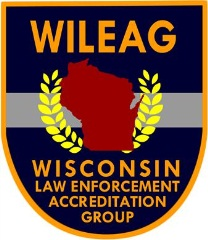 WILEAG
WISCONSIN
LAW ENFORCEMENT
ACCREDITATION
GROUP